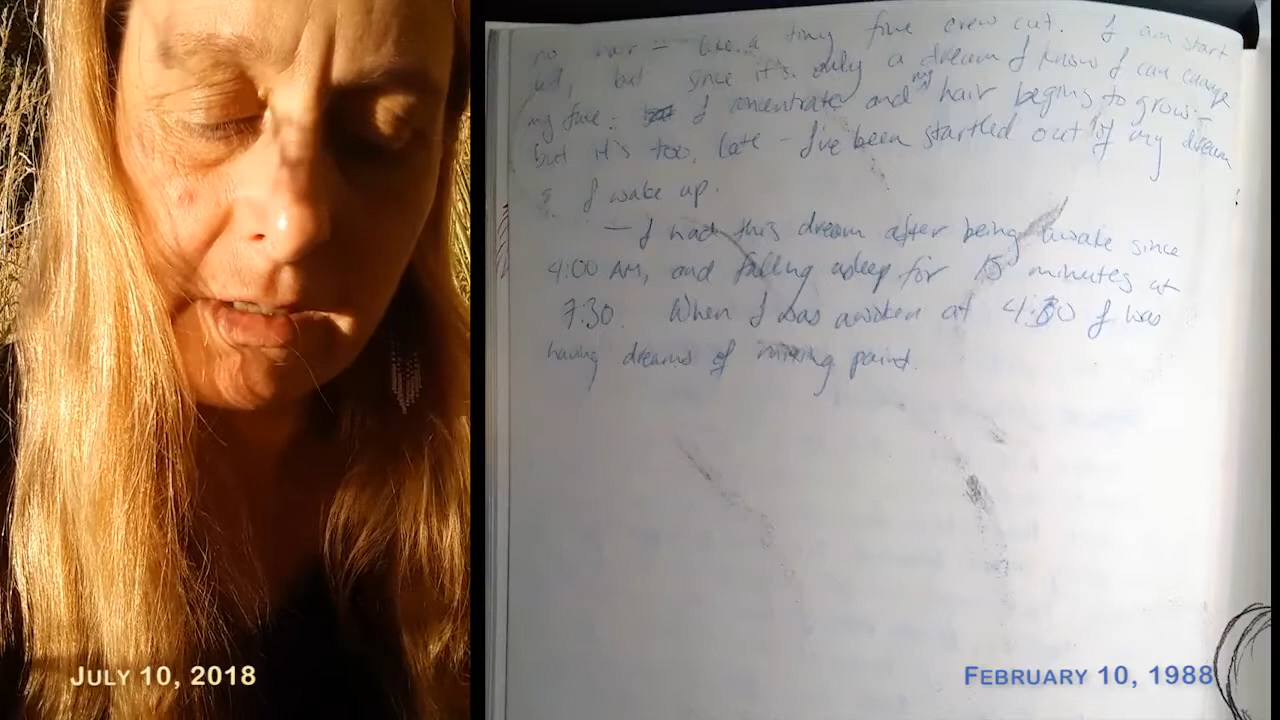 no hair – like a tiny fine crew cut. I am start
led, but since it's only a dream I know I can change
my face. I concentrate and my hair begins to grow –
but it's too late – I've been startled out of my dream
& I wake up.
– I had this dream after being awake since
4:00 AM, and falling asleep for 15 minutes at
7:30. When I was awoken at 4:00 I was
having dreams of mixing paint.
JULY 10, 2018
FEBRUARY 10, 1988